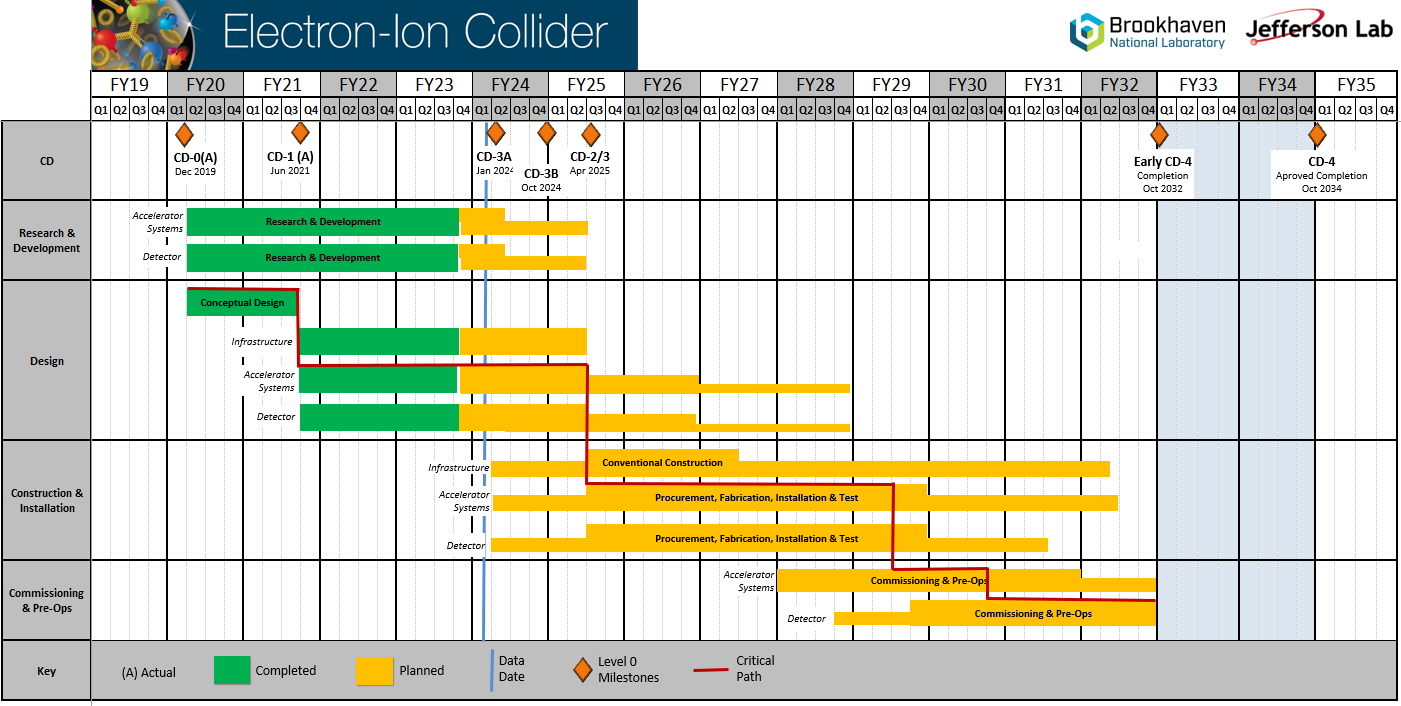 Electron-Ion Collider
Brookhaven
National Laboratory
Jefferson Lab
FY19 FY20 FY21 FY22 FY23 FY24 FY25 FY26 FY27 FY28 FY29 FY30 FY31 FY32 FY33 FY34 FY35
Q1 Q2 Q3 Q4 Q1 Q2 Q3 Q4 Q1 Q2 Q3 Q4 Q1 Q2 Q3 Q4 Q1 Q2 Q3 Q4 Q1 Q2 Q3 Q4 Q1 Q2 Q3 Q4 Q1 Q2 Q3 Q4 Q1 Q2 Q3 Q4 Q1 Q2 Q3 Q4 Q1 Q2 Q3 Q4 Q1 Q2 Q3 Q4 Q1 Q2 Q3 Q4 Q1 Q2 Q3 Q4 Q1 Q2 Q3 Q4 Q1 Q2 Q3 Q4 Q1 Q2 Q3 Q4
CD
CD-0(A)
Dec 2019
CD-1 (A)
Jun 2021
CD-3A
Jan 2024
CD-3B
Oct 2024
CD-2/3
Apr 2025
Early CD-4
Completion
Oct 2032
CD-4
Aproved Completion
Oct 2034
Research &
Development
Accelerator
Systems
Research & Development
Detector
Research & Development
Design
Conceptual Design
Infrastructure
Accelerator
Systems
Detector
Construction &
Installation
Infrastructure
Conventional Construction
Accelerator
Systems
Procurement, Fabrication, Installation & Test
Detector
Procurement, Fabrication, Installation & Test
Commissioning
& Pre-Ops
Accelerator
Systems
Commissioning & Pre-Ops
Detector
Commissioning & Pre-Ops
Key
(A) Actual
Completed
Planned
Data
Date
Level 0
Milestones
Critical
Path